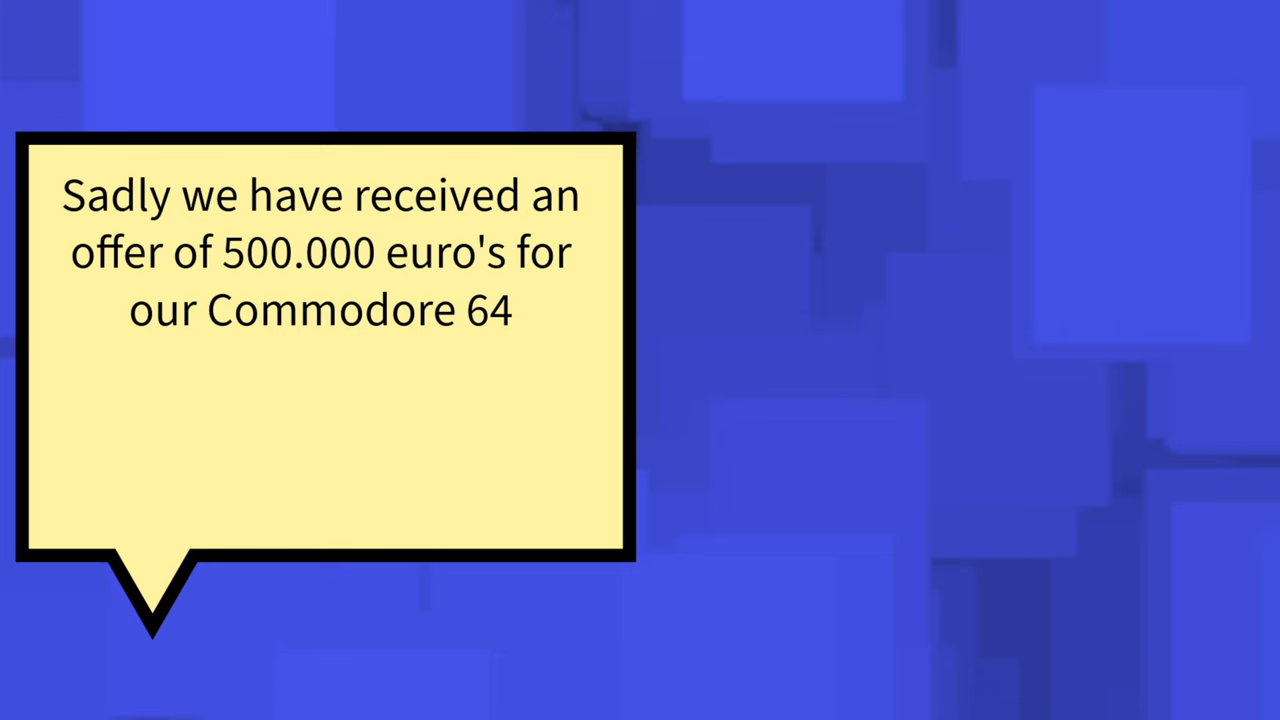 Sadly we have received an
offer of 500.000 euro's for
our Commodore 64